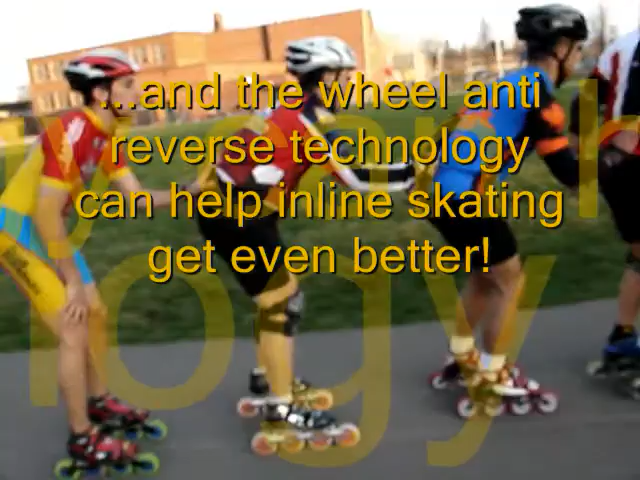 ...and the wheel anti
reverse technology
can help inline skating
get even better!